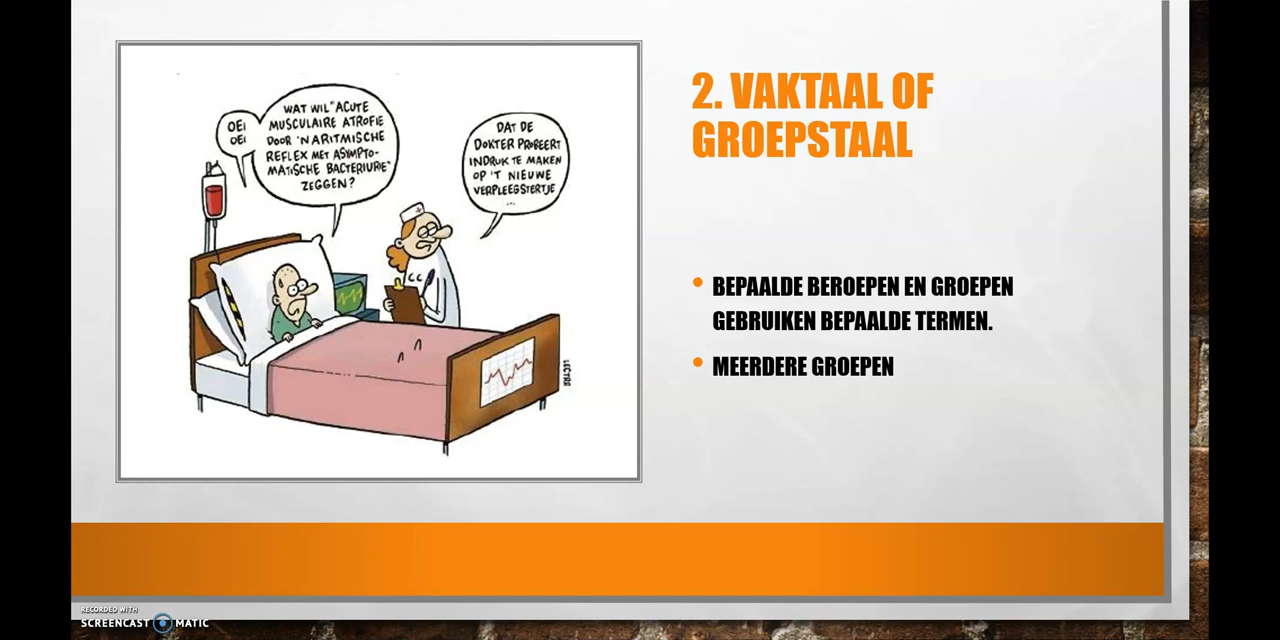 OEI
OEI
WAT WIL "ACUTE
MUSCULAIRE ATROFIE
DOOR 'N ARITMISCHE
REFLEX MET ASYMPTO-
MATISCHE BACTERIURIE"
ZEGGEN?
DAT DE
DOKTER PROBEERT
INDRUK TE MAKEN
OP 'T NIEUWE
VERPLEEGSTERTJE
...
CC
LECTRR
2. VAKTAAL OF
GROEPSTAAL
• BEPAALDE BEROEPEN EN GROEPEN
GEBRUIKEN BEPAALDE TERMEN.
• MEERDERE GROEPEN
RECORDED WITH
SCREENCAST MATIC